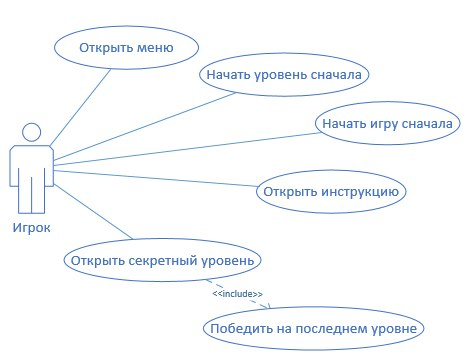 Открыть меню
Начать уровень сначала
Начать игру сначала
Открыть инструкцию
Игрок
Открыть секретный уровень
<<include>>
Победить на последнем уровне